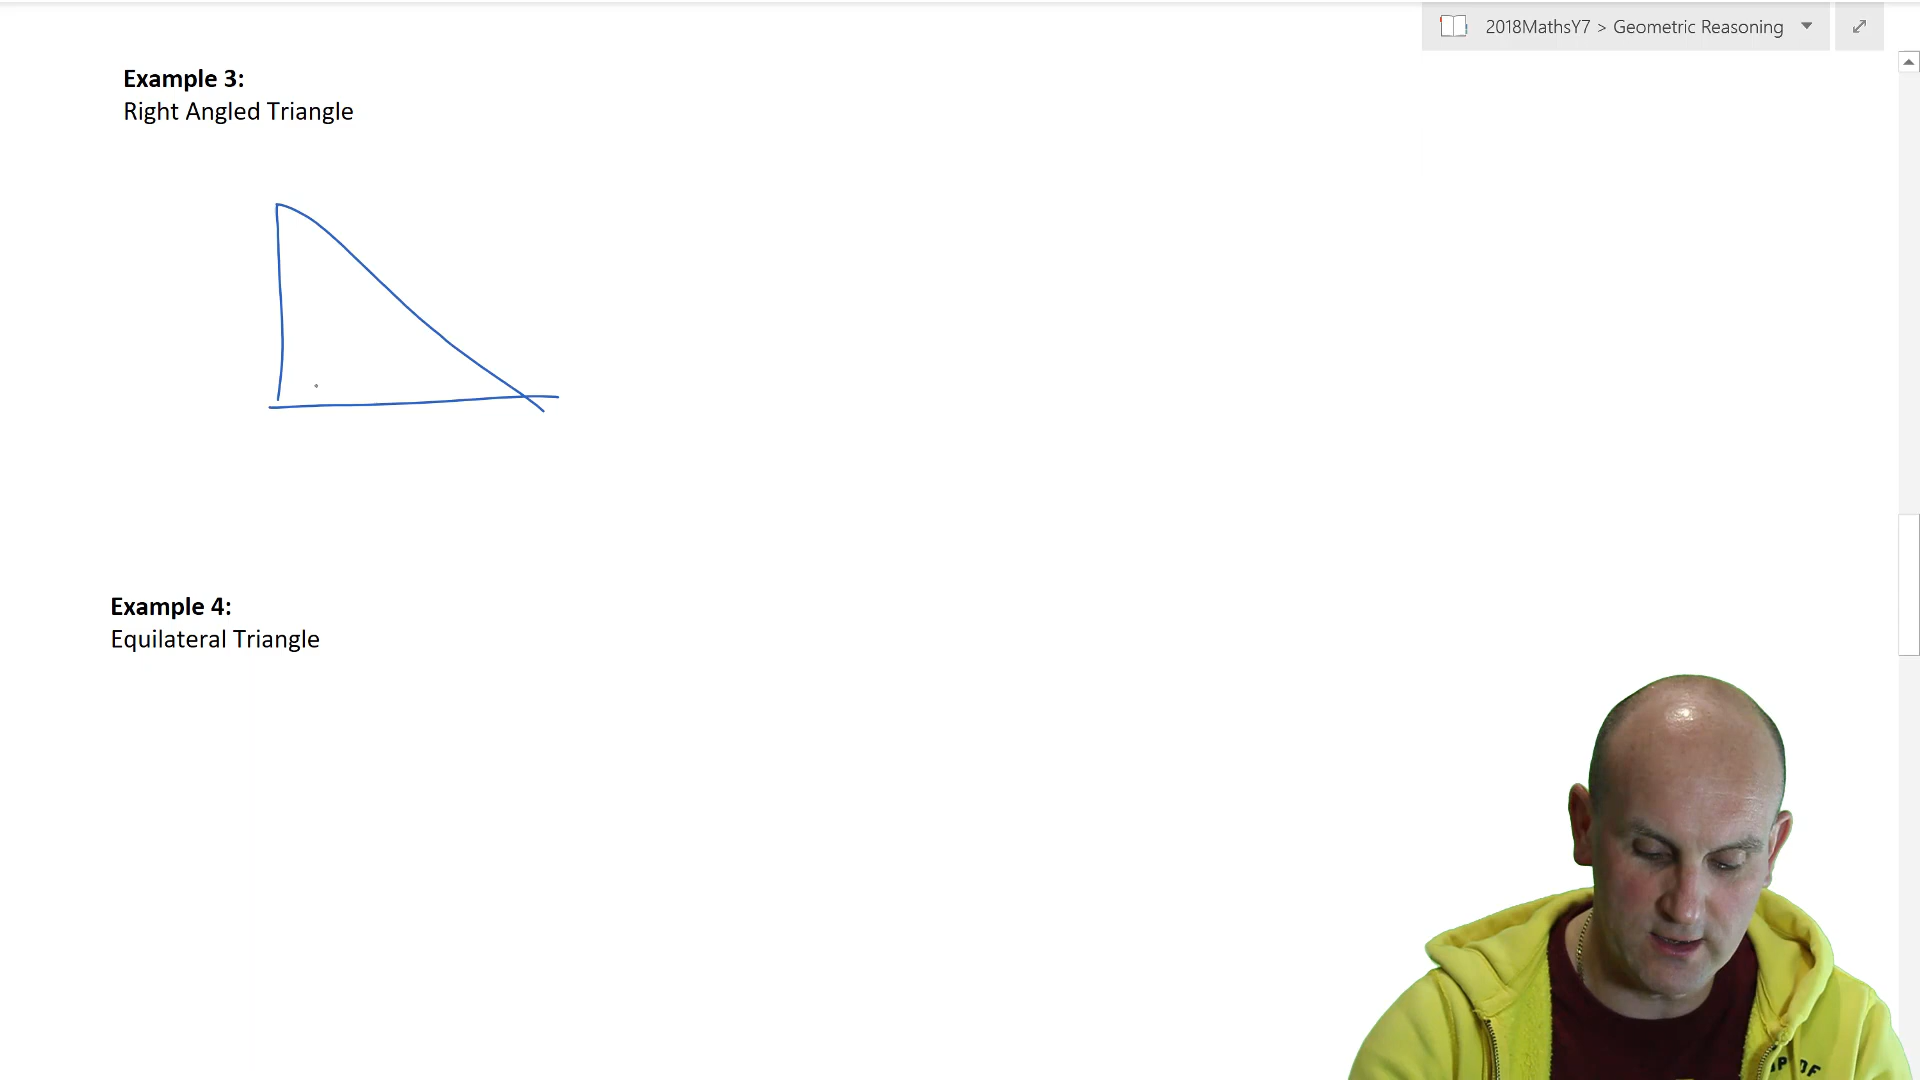 2018MathsY7 > Geometric Reasoning
Example 3:
Right Angled Triangle
Example 4:
Equilateral Triangle